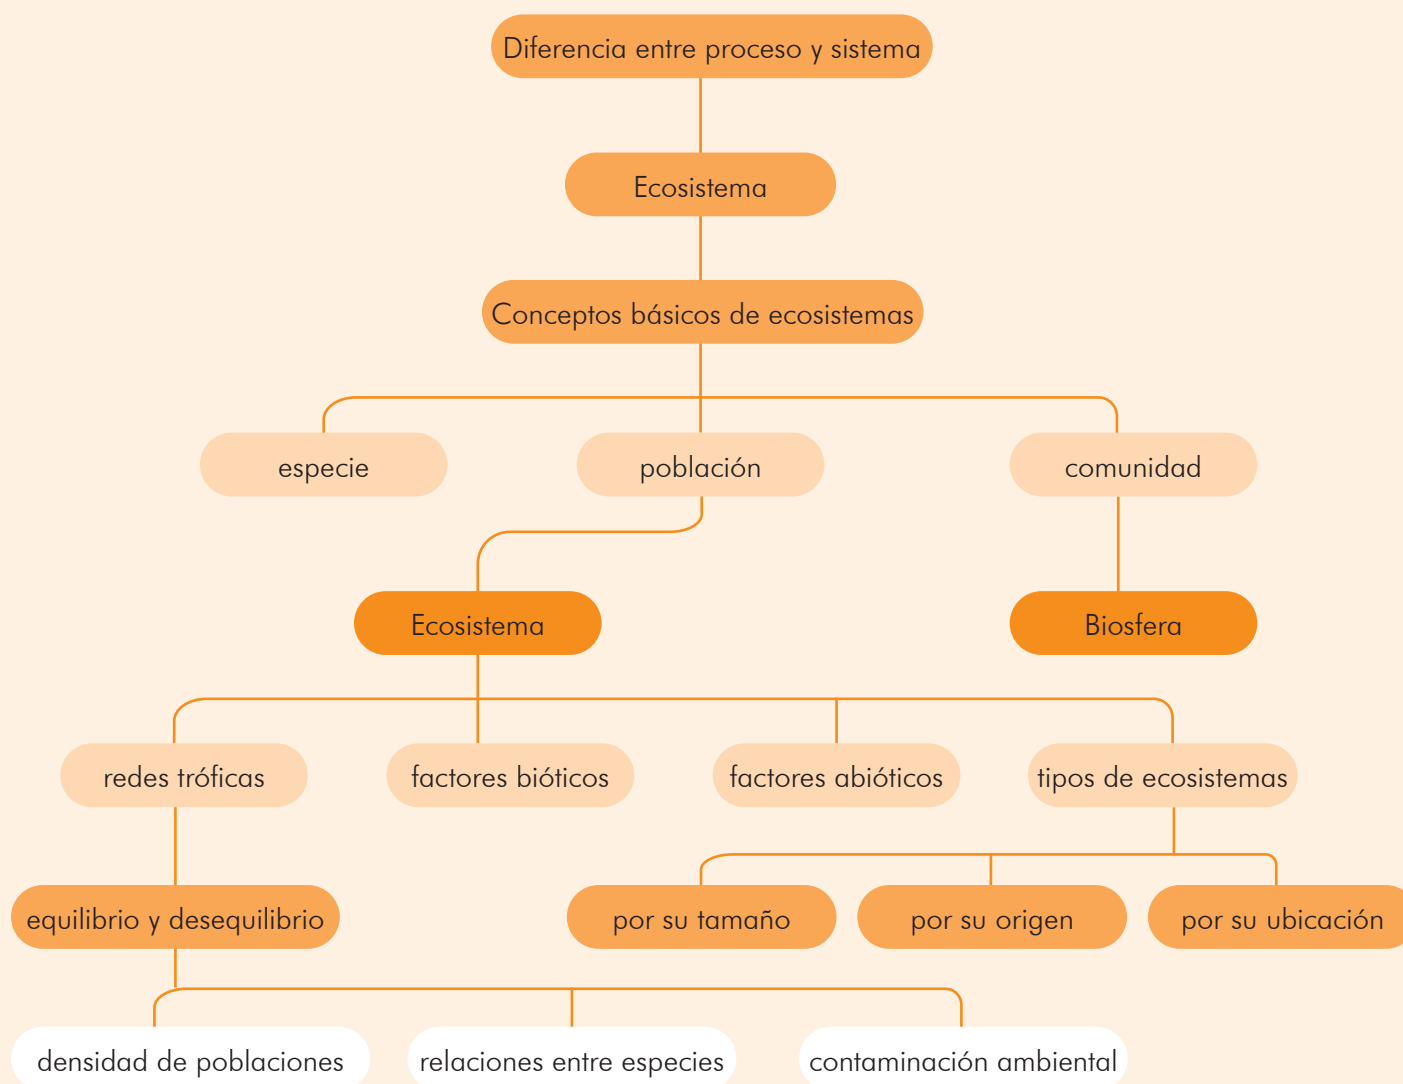 Diferencia entre proceso y sistema
Ecosistema
Conceptos básicos de ecosistemas
especie
población
comunidad
Ecosistema
Biosfera
redes tróficas
factores bióticos
factores abióticos
tipos de ecosistemas
equilibrio y desequilibrio
por su tamaño
por su origen
por su ubicación
densidad de poblaciones
relaciones entre especies
contaminación ambiental